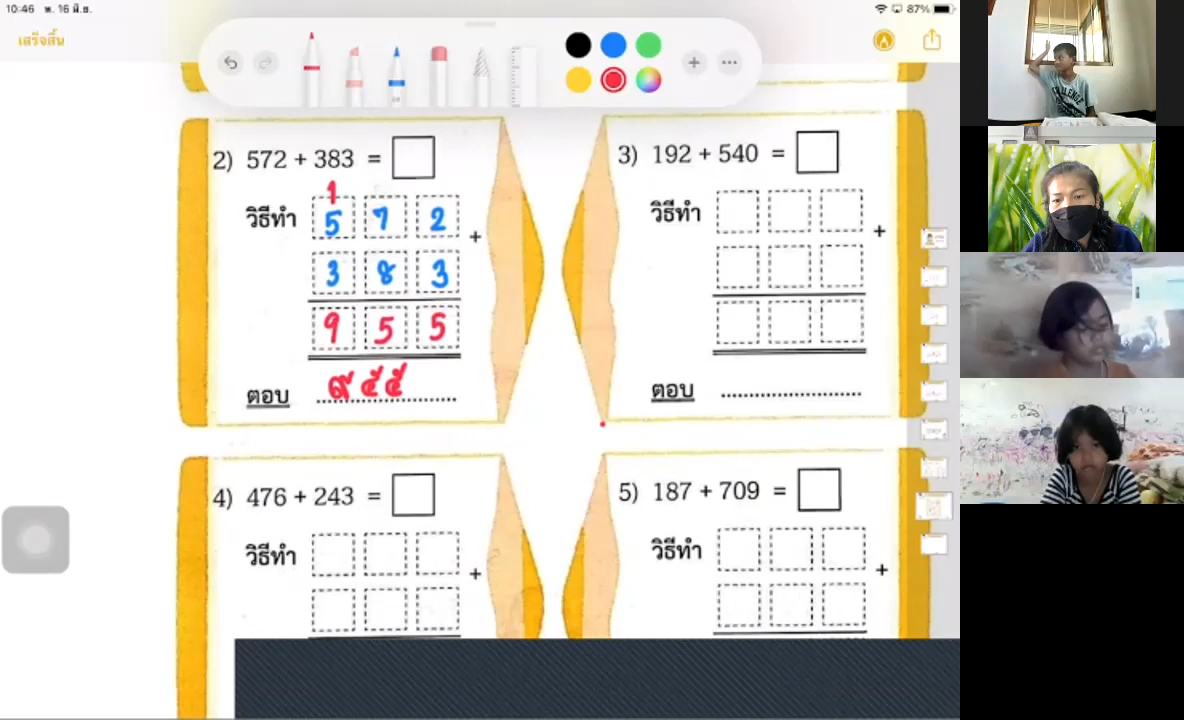 10:46 พ. 16 มิ.ย.
87%
เสร็จสิ้น
2) 572 + 383 =
1
วิธีทำ 5 7 2
+
3 8 3
9 5 5
ตอบ ๙๕๕
3) 192 + 540 =
วิธีทำ
+
ตอบ
4) 476 + 243 =
วิธีทำ
+
5) 187 + 709 =
วิธีทำ
+